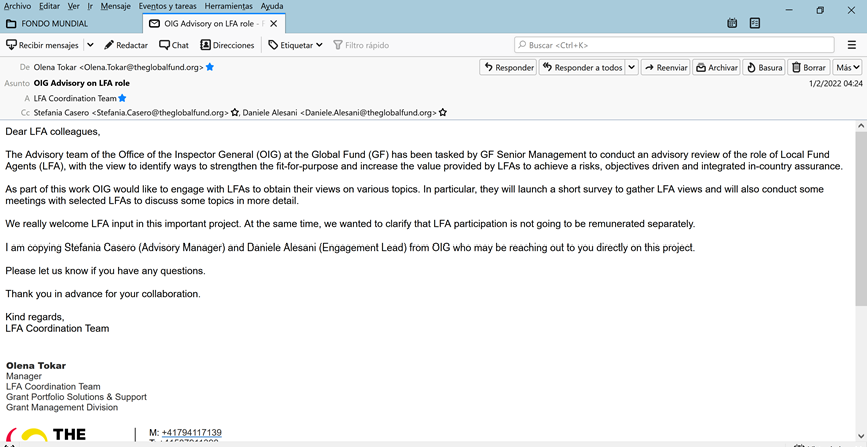 Archivo Editar Ver Ir Mensaje Eventos y tareas Herramientas Ayuda
FONDO MUNDIAL
OIG Advisory on LFA role -
Recibir mensajes Redactar Chat Direcciones Etiquetar Filtro rápido Buscar <Ctrl+K>
De Olena Tokar <Olena.Tokar@theglobalfund.org> Responder Responder a todos Reenviar Archivar Basura Borrar Más
Asunto OIG Advisory on LFA role 1/2/2022 04:24
A LFA Coordination Team
Cc Stefania Casero <Stefania.Casero@theglobalfund.org>, Daniele Alesani <Daniele.Alesani@theglobalfund.org>
Dear LFA colleagues,
The Advisory team of the Office of the Inspector General (OIG) at the Global Fund (GF) has been tasked by GF Senior Management to conduct an advisory review of the role of Local Fund
Agents (LFA), with the view to identify ways to strengthen the fit-for-purpose and increase the value provided by LFAs to achieve a risks, objectives driven and integrated in-country assurance.
As part of this work OIG would like to engage with LFAs to obtain their views on various topics. In particular, they will launch a short survey to gather LFA views and will also conduct some
meetings with selected LFAs to discuss some topics in more detail.
We really welcome LFA input in this important project. At the same time, we wanted to clarify that LFA participation is not going to be remunerated separately.
I am copying Stefania Casero (Advisory Manager) and Daniele Alesani (Engagement Lead) from OIG who may be reaching out to you directly on this project.
Please let us know if you have any questions.
Thank you in advance for your collaboration.
Kind regards,
LFA Coordination Team
Olena Tokar
Manager
LFA Coordination Team
Grant Portfolio Solutions & Support
Grant Management Division
THE
M: +41794117139